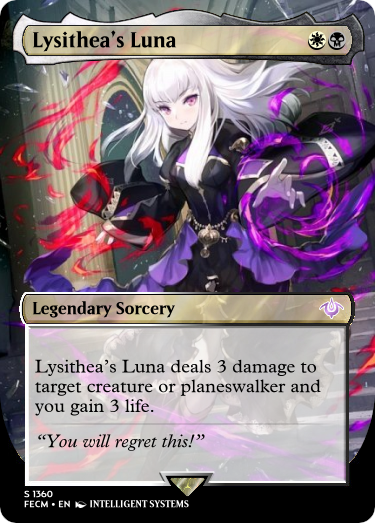 Lysithea's Luna
Legendary Sorcery
Lysithea's Luna deals 3 damage to
target creature or planeswalker and
you gain 3 life.
"You will regret this!"
S 1360
FECM • EN INTELLIGENT SYSTEMS